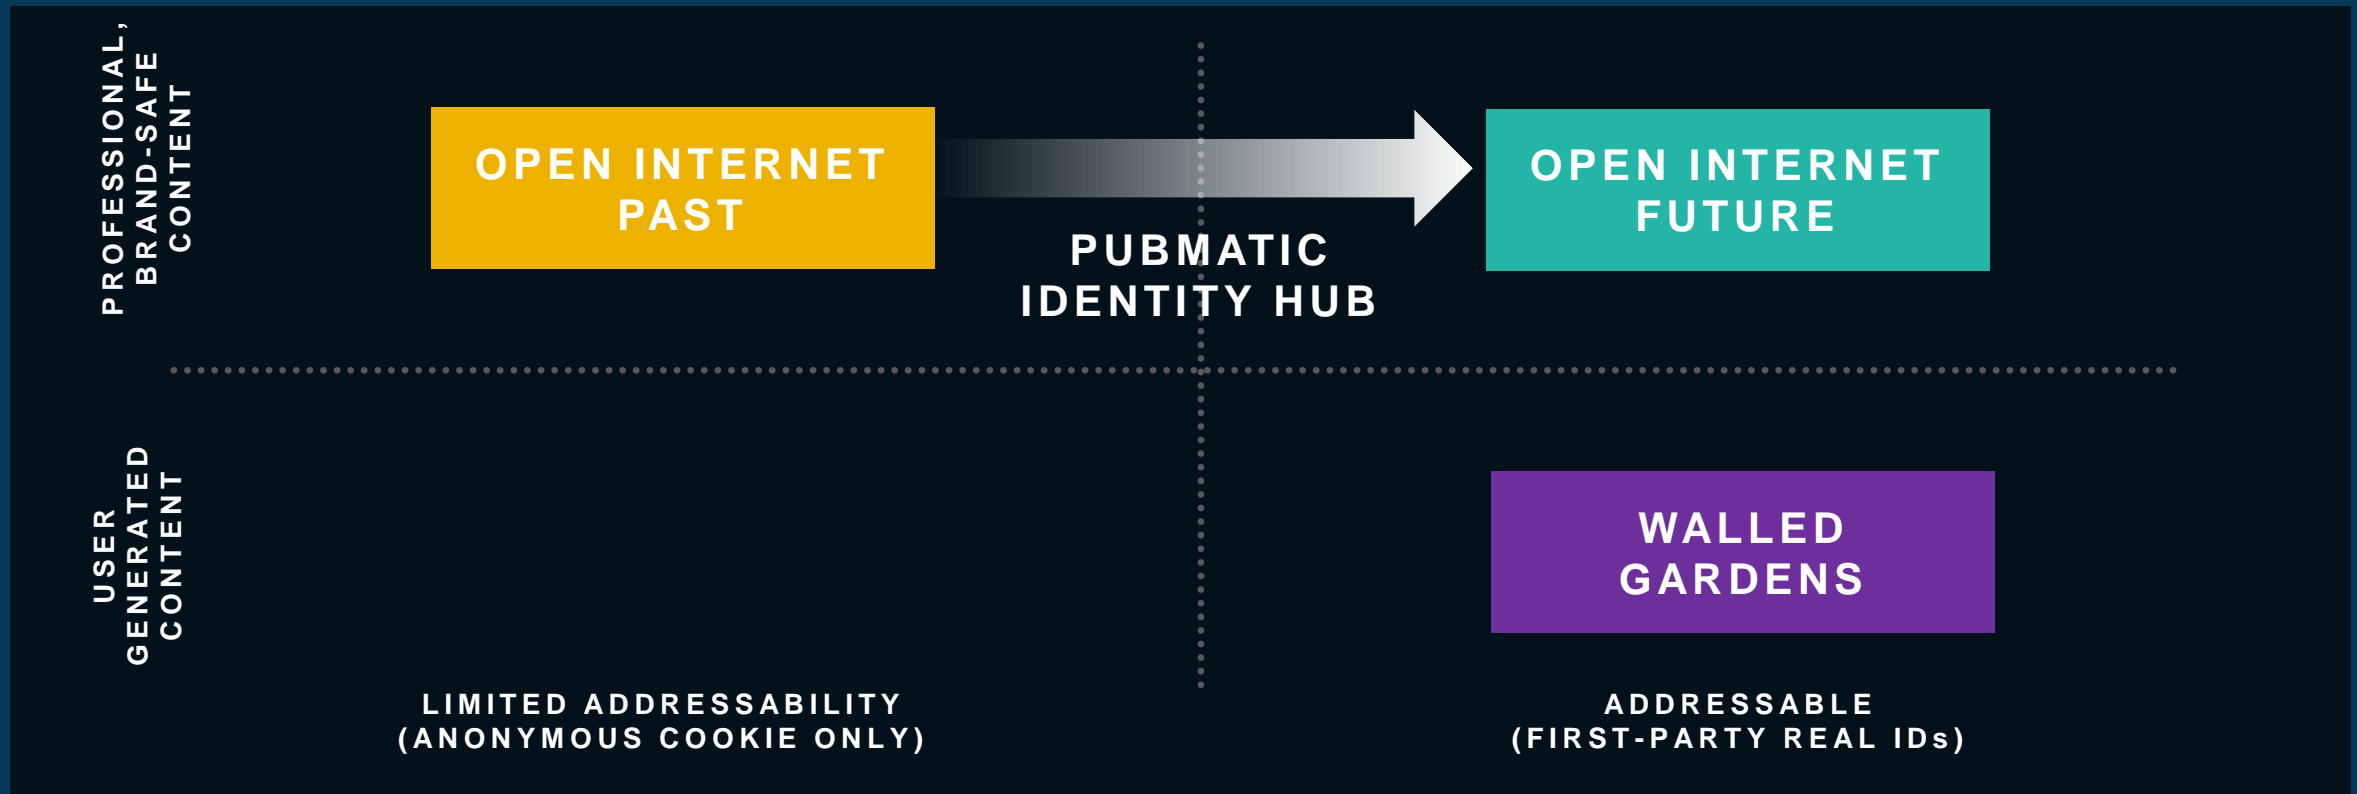 PROFESSIONAL,
BRAND-SAFE
CONTENT
OPEN INTERNET
PAST
PUBMATIC
IDENTITY HUB
OPEN INTERNET
FUTURE
USER
GENERATED
CONTENT
WALLED
GARDENS
LIMITED ADDRESSABILITY
(ANONYMOUS COOKIE ONLY)
ADDRESSABLE
(FIRST-PARTY REAL IDs)